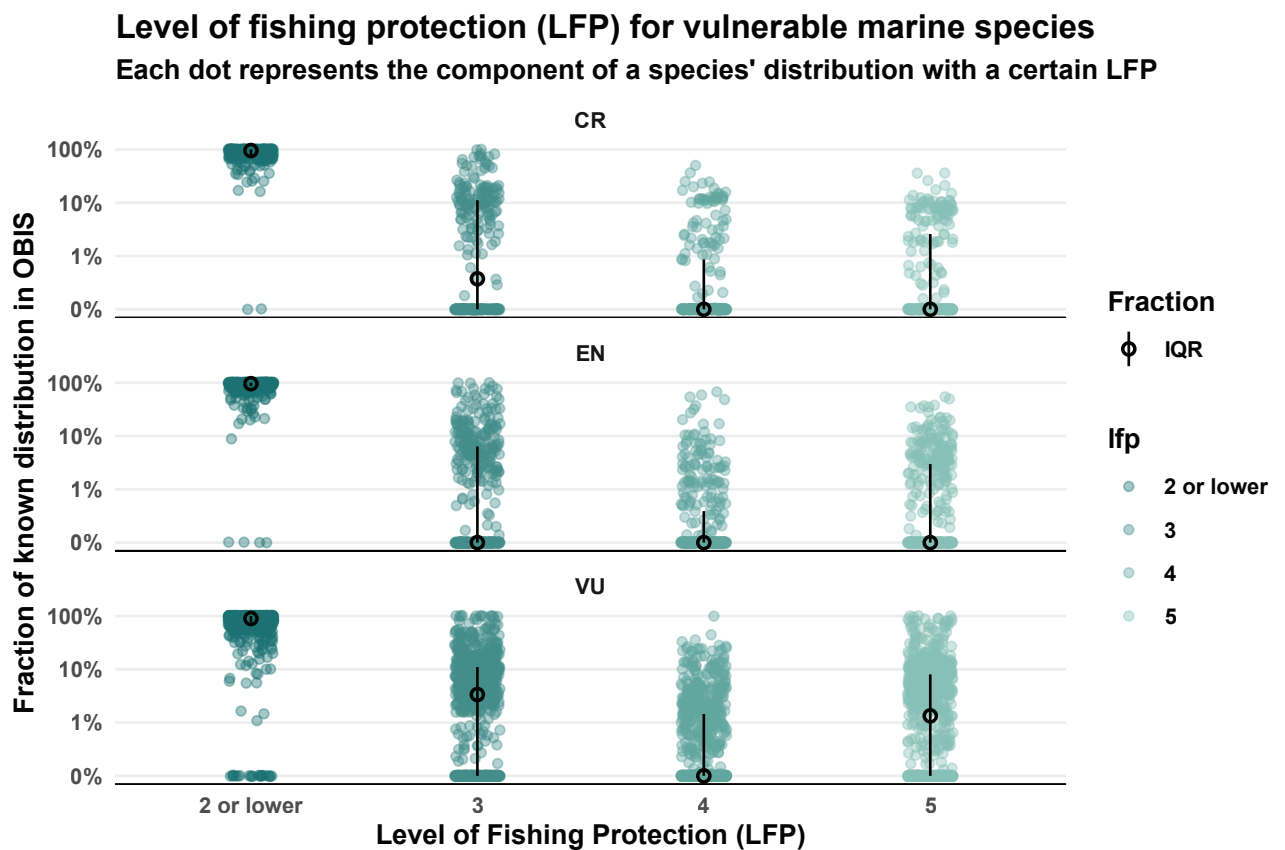 Level of fishing protection (LFP) for vulnerable marine species
Each dot represents the component of a species' distribution with a certain LFP
Fraction of known distribution in OBIS
CR
100%
10%
1%
0%
EN
100%
10%
1%
0%
VU
100%
10%
1%
0%
2 or lower
3
4
5
Level of Fishing Protection (LFP)
Fraction
IQR
lfp
2 or lower
3
4
5